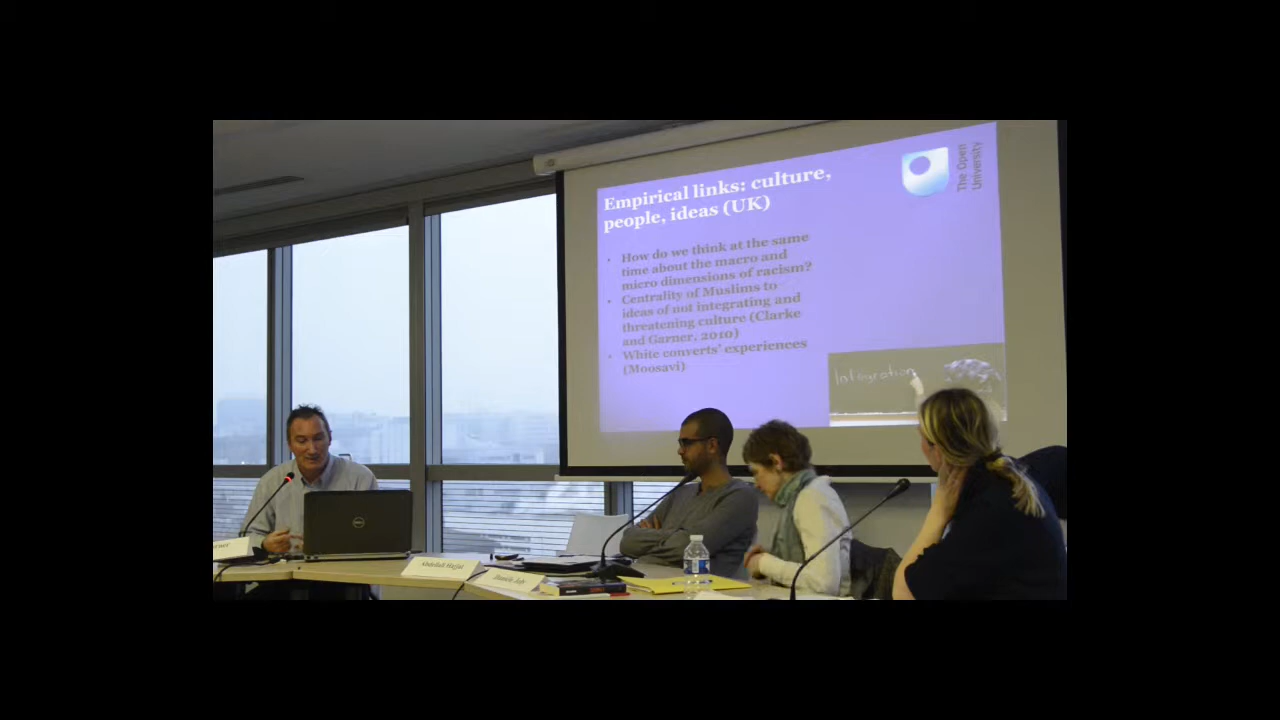 Empirical links: culture,
people, ideas (UK)
The Open
University
• How do we think at the same
time about the macro and
micro dimensions of racism?
• Centrality of Muslims to
ideas of not integrating and
threatening culture (Clarke
and Garner, 2010)
• White converts' experiences
(Moosavi)
Integration
DELL